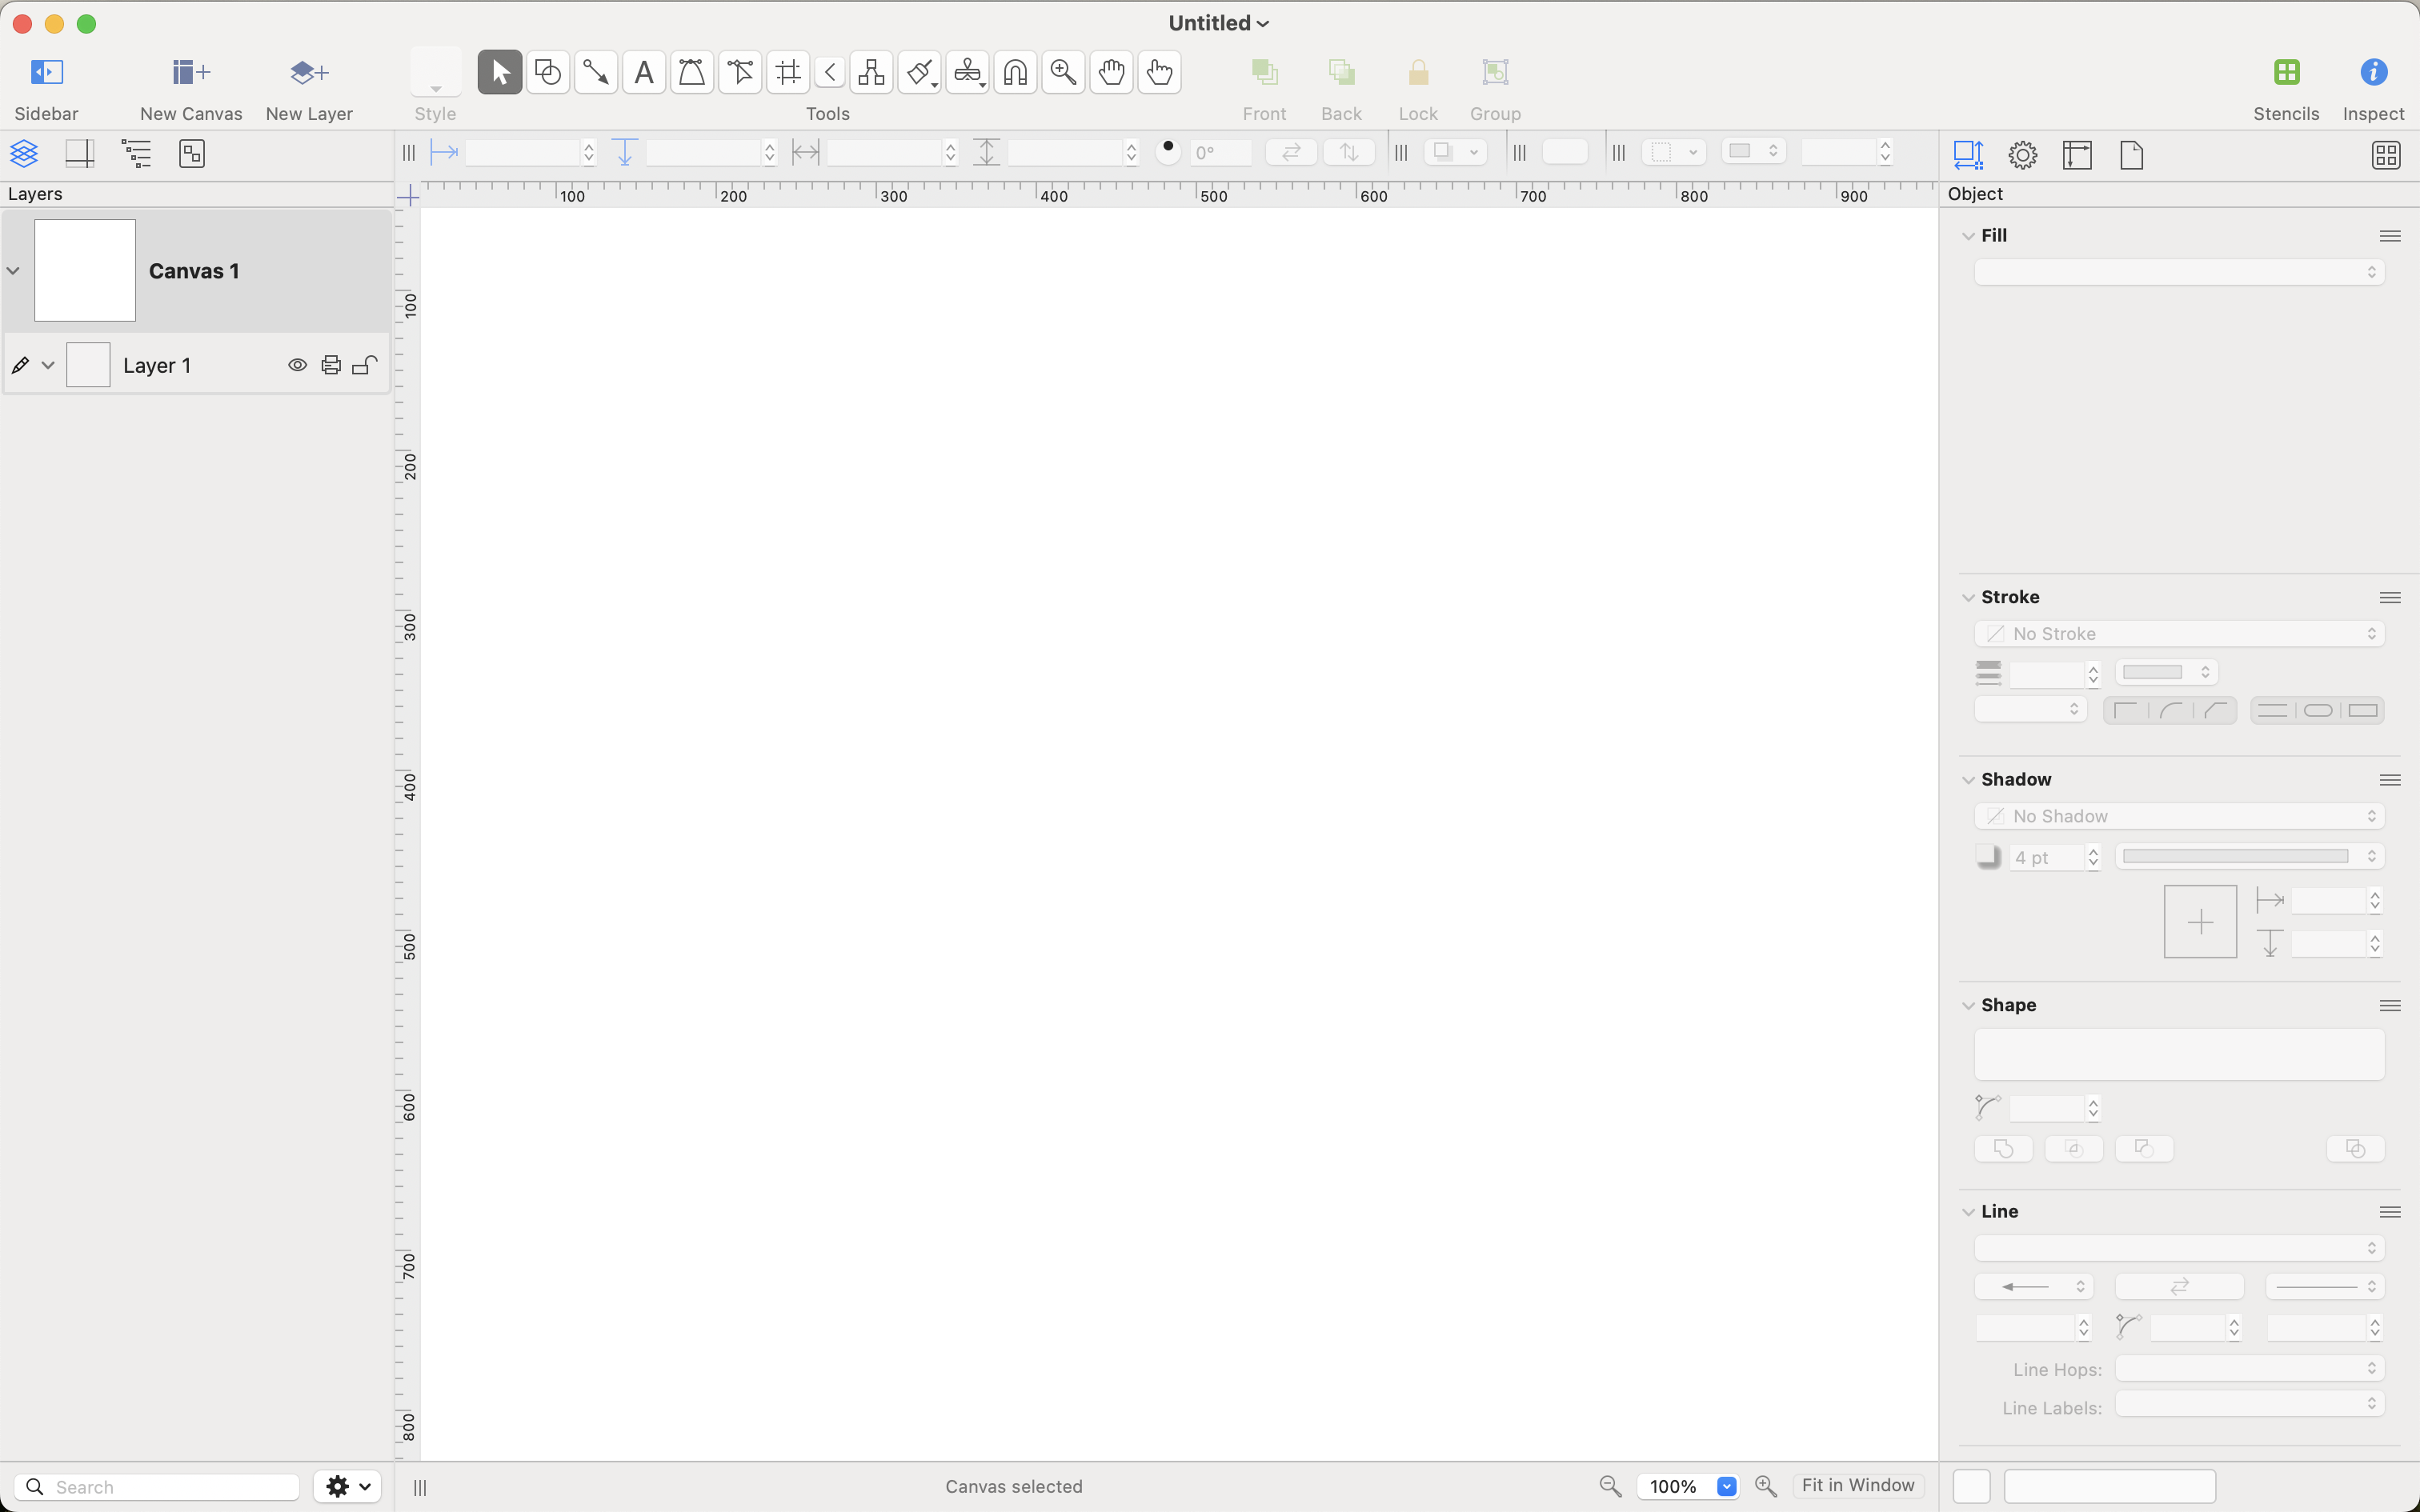 Untitled
Sidebar
New Canvas
New Layer
Style
Tools
Front
Back
Lock
Group
Stencils
Inspect
0°
Layers
100 200 300 400 500 600 700 800 900
Object
Canvas 1
Layer 1
100
200
300
400
500
600
700
800
Fill
Stroke
No Stroke
Shadow
No Shadow
4 pt
Shape
Line
Line Hops:
Line Labels:
Search
Canvas selected
100%
Fit in Window